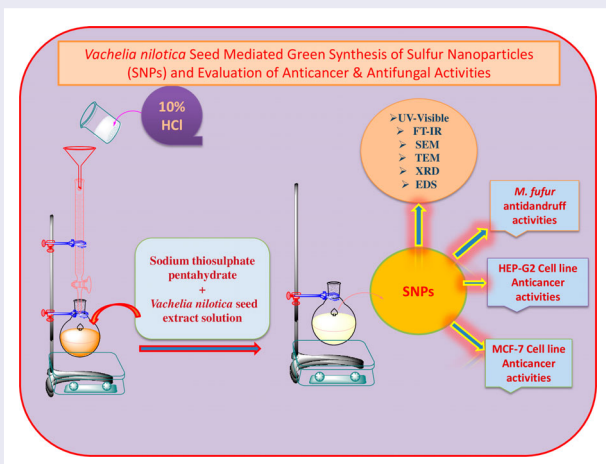 Vachelia nilotica Seed Mediated Green Synthesis of Sulfur Nanoparticles
(SNPs) and Evaluation of Anticancer & Antifungal Activities
10%
HCl
➢UV-Visible
➢ FT-IR
➢ SEM
➢ TEM
➢ XRD
➢ EDS
Sodium thiosulphate
pentahydrate
+
Vachelia nilotica seed
extract solution
SNPs
M. fufur
antidandruff
activities
HEP-G2 Cell line
Anticancer
activities
MCF-7 Cell line
Anticancer
activities